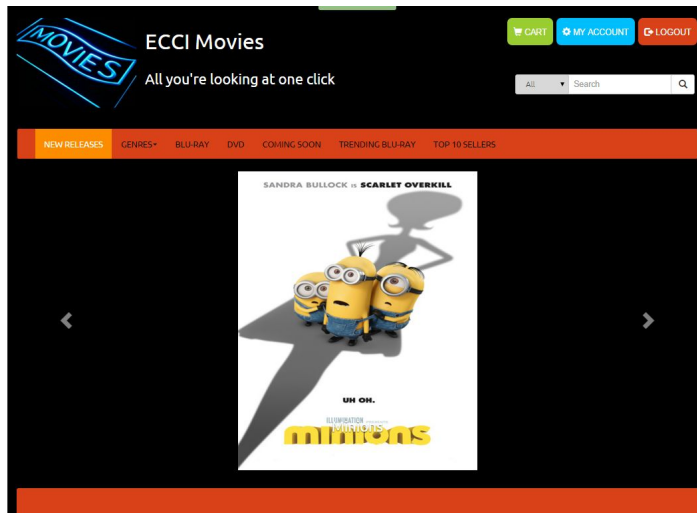 MOVIES
ECCI Movies
All you're looking at one click
CART
MY ACCOUNT
LOGOUT
All
Search
NEW RELEASES
GENRES
BLU-RAY
DVD
COMING SOON
TRENDING BLU-RAY
TOP 10 SELLERS
SANDRA BULLOCK IS SCARLET OVERKILL
UH OH.
ILLUMINATION
MINIONS
minions